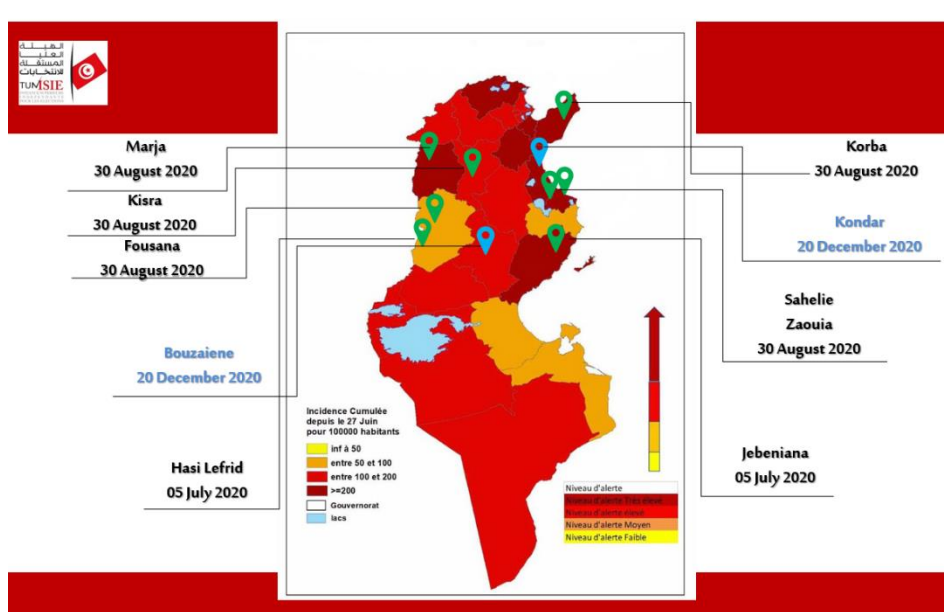 الهيئة
العليا
المستقلة
للانتخابات
TUNISIE
Marja
30 August 2020
Kisra
30 August 2020
Fousana
30 August 2020
Bouzaiene
20 December 2020
Hasi Lefrid
05 July 2020
Incidence Cumulée
depuis le 27 Juin
pour 100000 habitants
inf à 50
entre 50 et 100
entre 100 et 200
>=200
Gouvernorat
lacs
Korba
30 August 2020
Kondar
20 December 2020
Sahelie
Zaouia
30 August 2020
Jebeniana
05 July 2020
Niveau d'alerte
Niveau d'alerte Très élevé
Niveau d'alerte élevé
Niveau d'alerte Moyen
Niveau d'alerte Faible